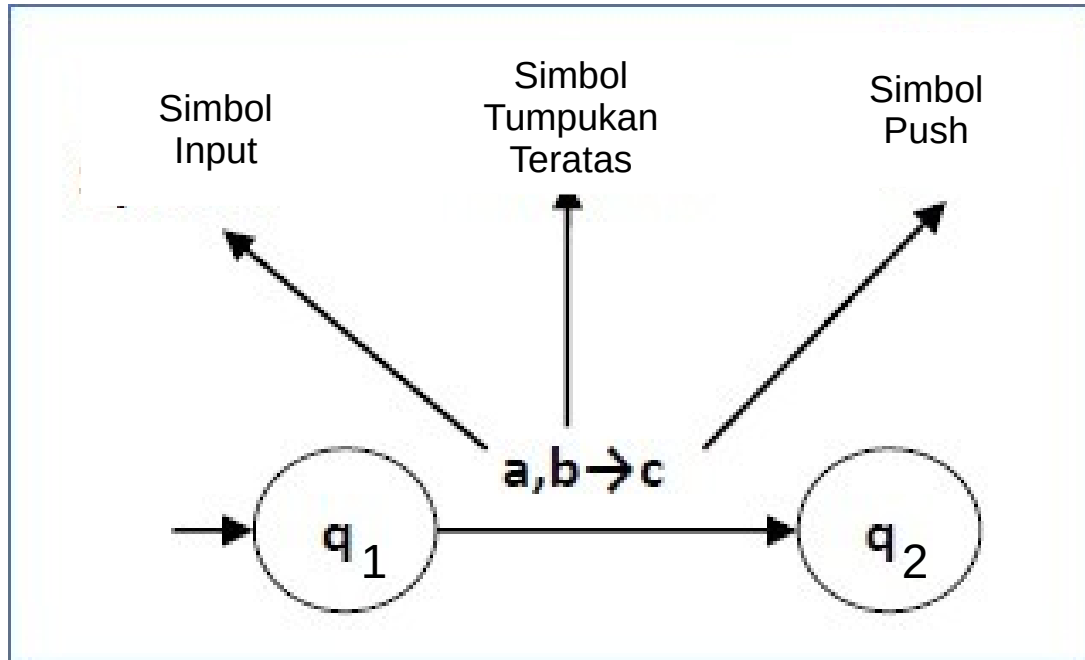 Simbol
Input
Simbol
Tumpukan
Teratas
Simbol
Push
a,b→c
q1
q2